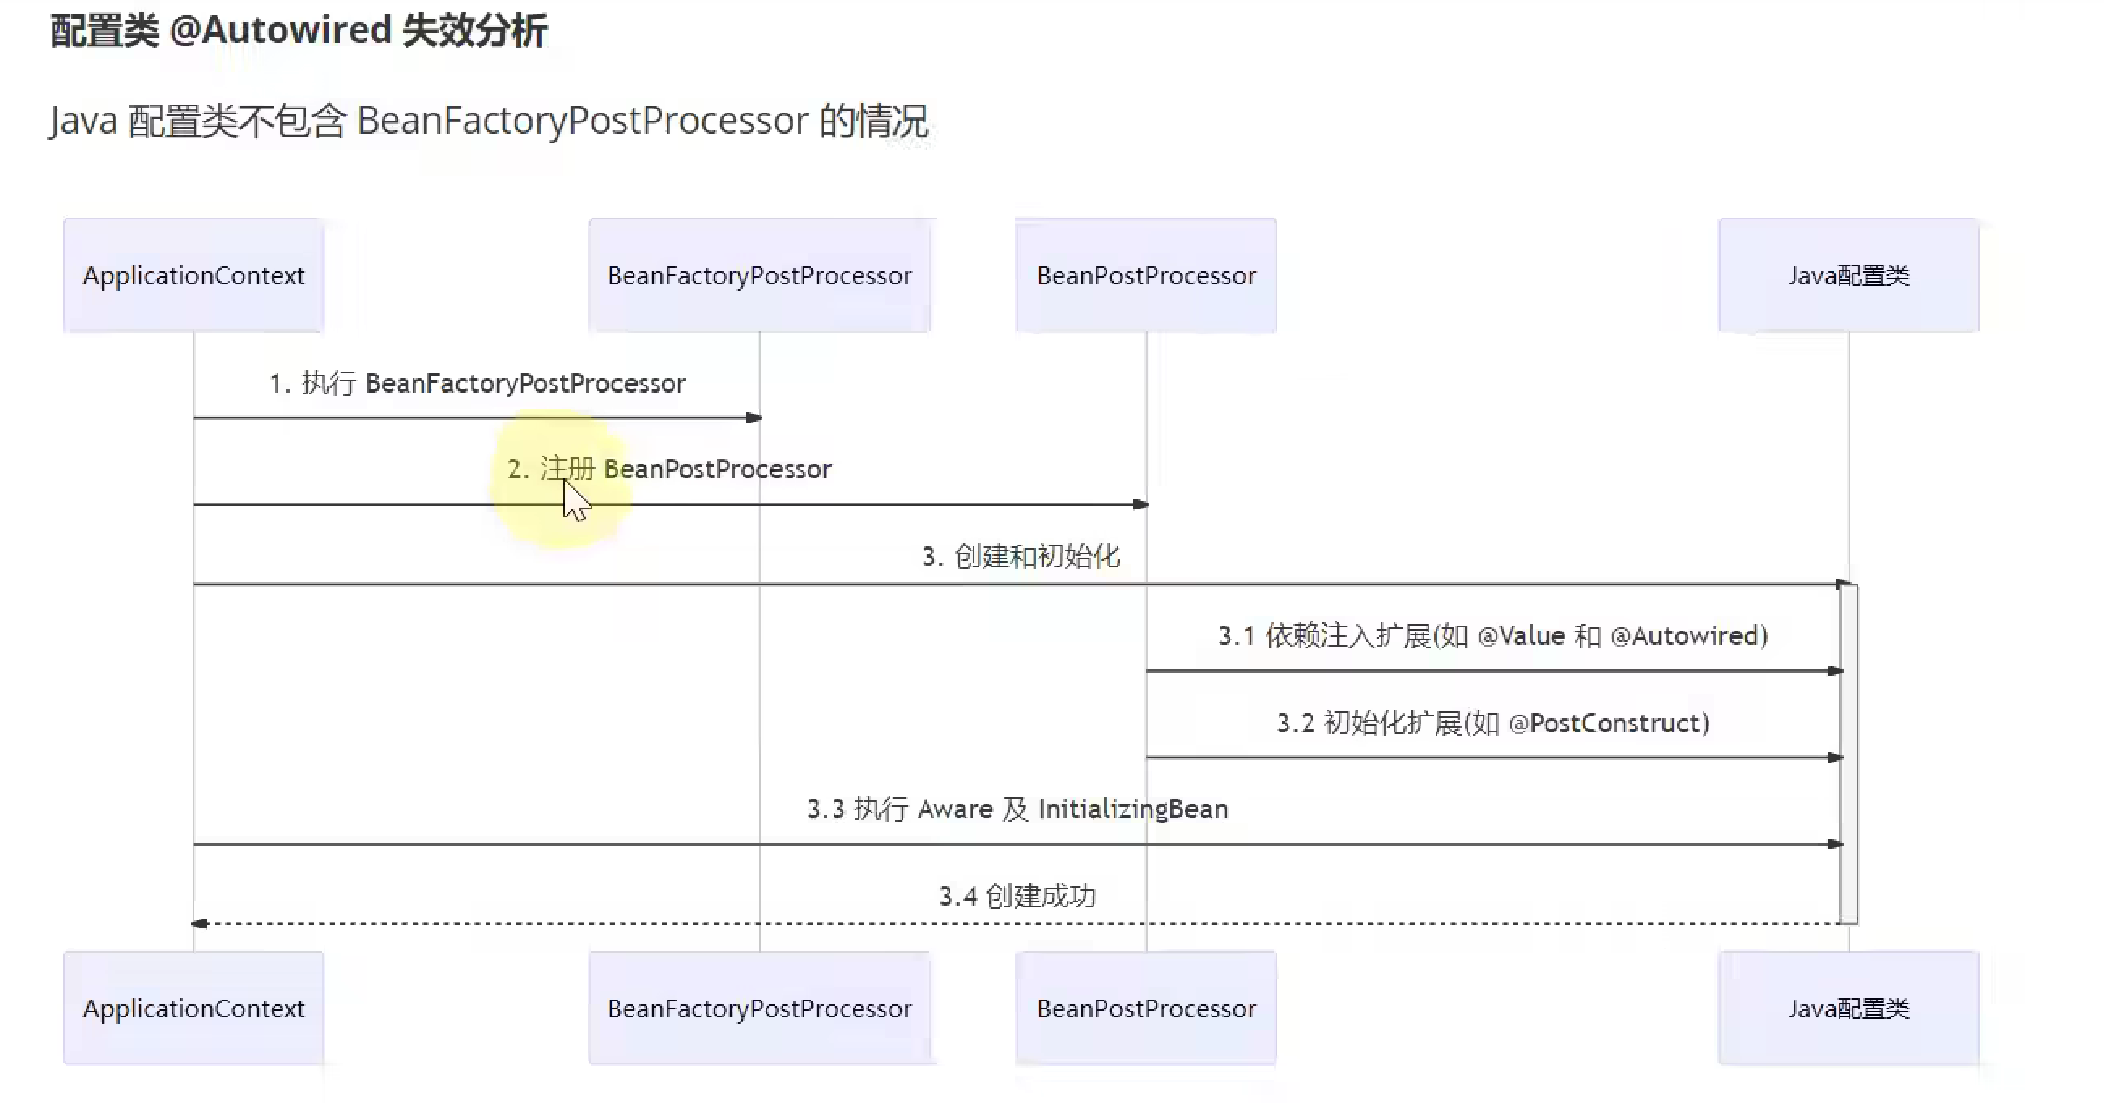 配置类 @Autowired 失效分析
Java 配置类不包含 BeanFactoryPostProcessor 的情况
ApplicationContext
BeanFactoryPostProcessor
BeanPostProcessor
Java配置类
1. 执行 BeanFactoryPostProcessor
2. 注册 BeanPostProcessor
3. 创建和初始化
3.1 依赖注入扩展(如 @Value 和 @Autowired)
3.2 初始化扩展(如 @PostConstruct)
3.3 执行 Aware 及 InitializingBean
3.4 创建成功
ApplicationContext
BeanFactoryPostProcessor
BeanPostProcessor
Java配置类